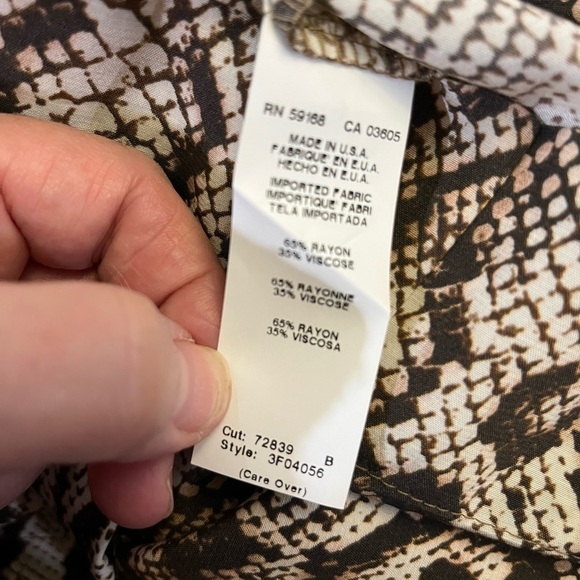 RN 59168 CA 03605
MADE IN U.S.A.
FABRIQUE EN E.U.A.
HECHO EN E.U.A.
IMPORTED FABRIC
IMPORTIQUE FABRI
TELA IMPORTADA
65% RAYON
35% VISCOSE
65% RAYONNE
35% VISCOSE
65% RAYON
35% VISCOSA
Cut: 72839 B
Style: 3F04056
(Care Over)